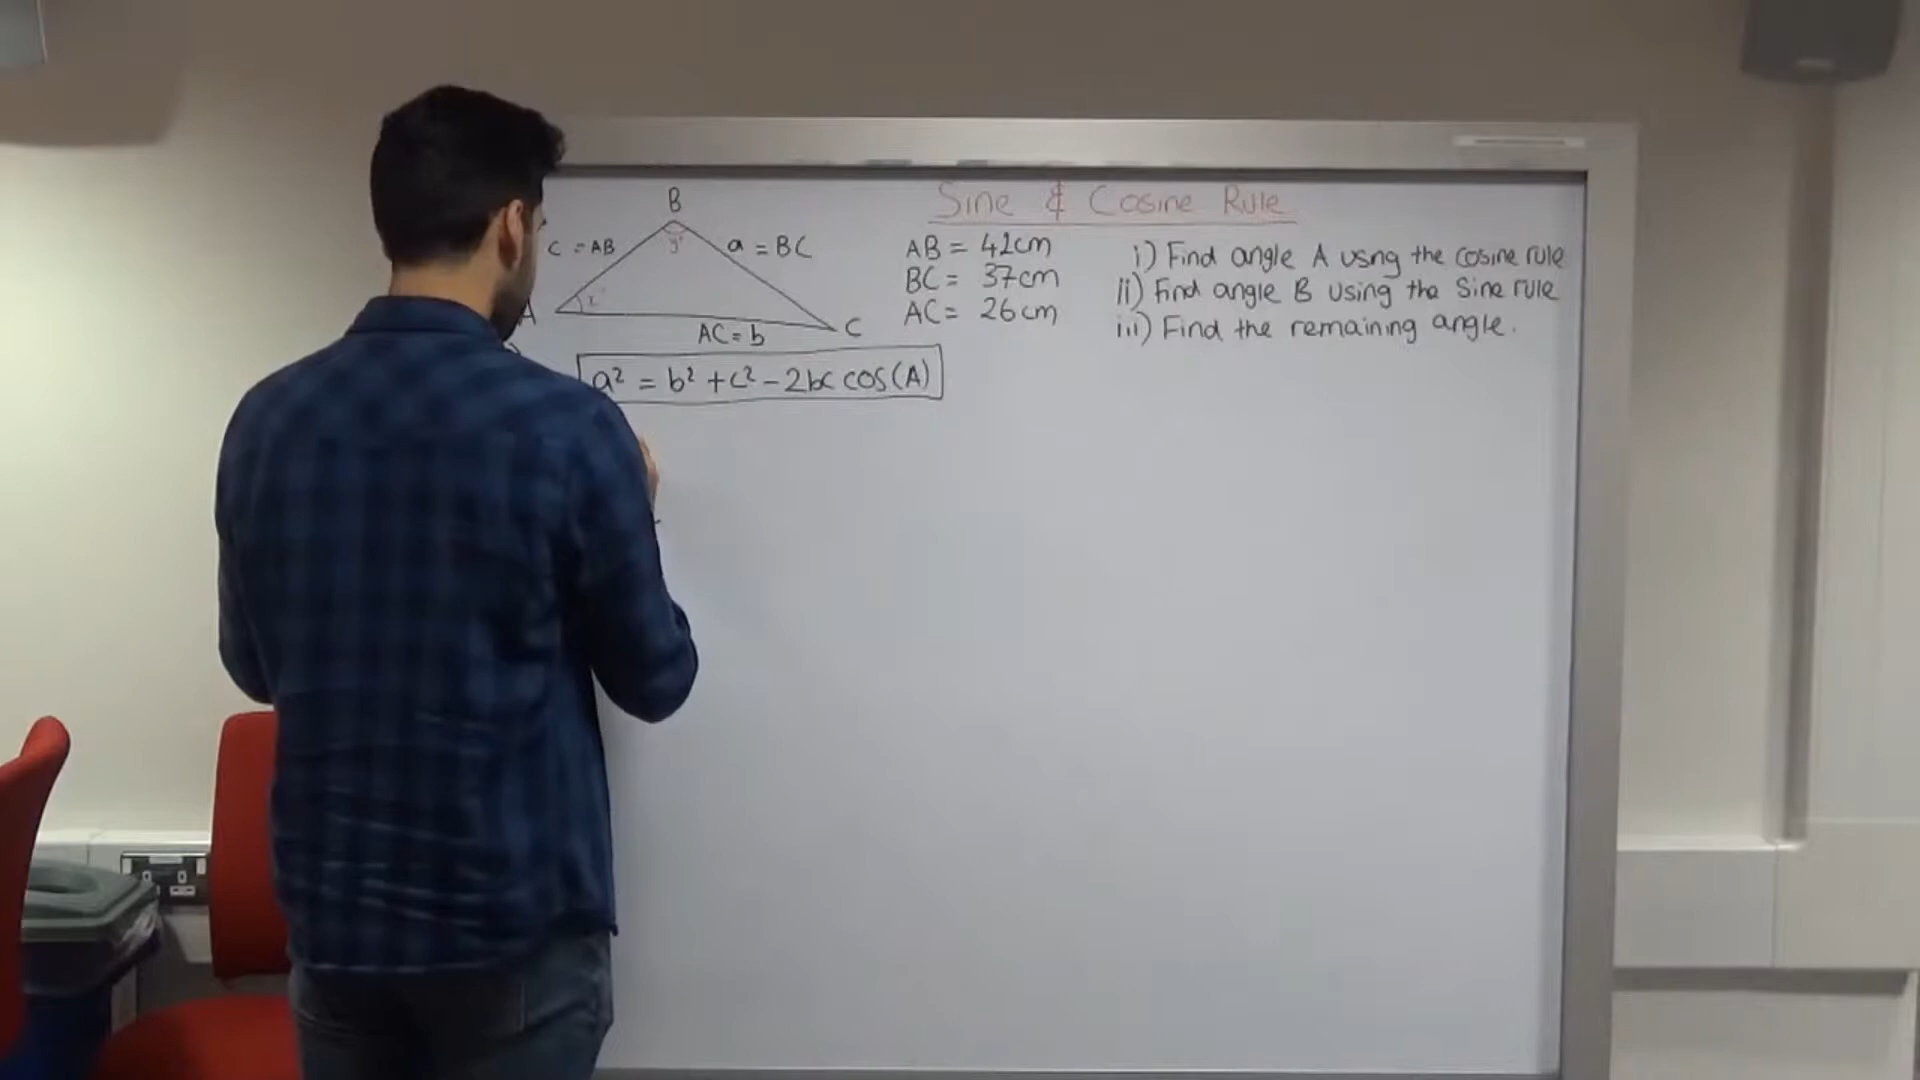 Sine & Cosine Rule
B
c = AB
y°
a = BC
x°
A
AC = b
C
AB = 42cm
BC = 37cm
AC = 26cm
i) Find angle A usng the cosine rule
ii) Find angle B using the Sine rule
iii) Find the remaining angle.
a² = b² + c² - 2bc cos(A)